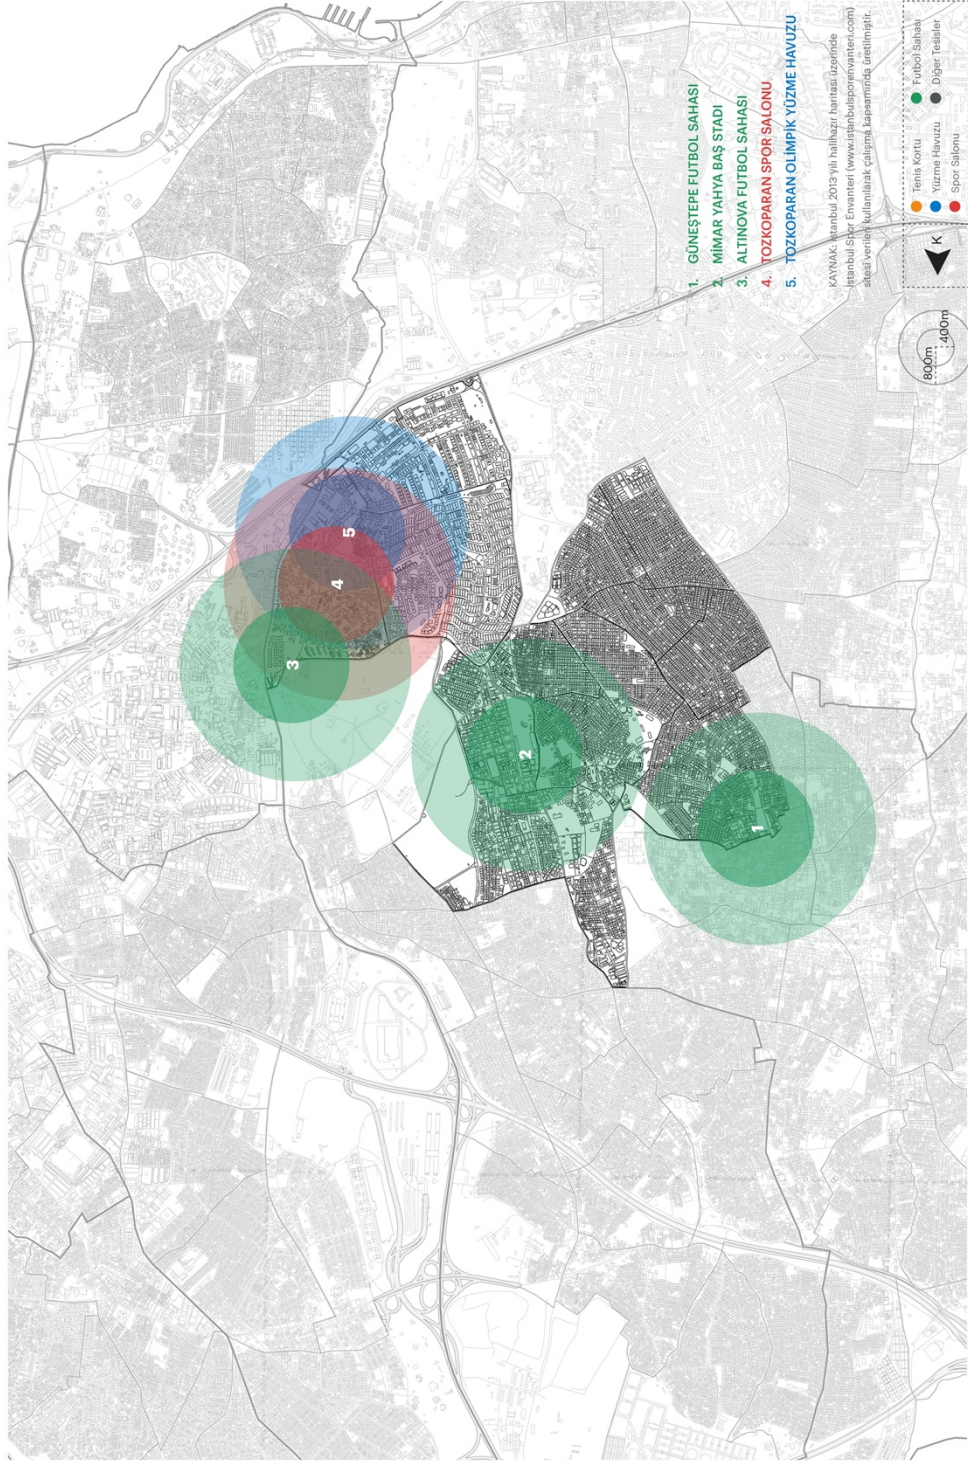 1. GÜNEŞTEPE FUTBOL SAHASI
2. MİMAR YAHYA BAŞ STADI
3. ALTINOVA FUTBOL SAHASI
4. TOZKOPARAN SPOR SALONU
5. TOZKOPARAN OLİMPİK YÜZME HAVUZU
KAYNAK: İstanbul 2013 yılı halihazır haritası üzerinde
İstanbul Spor Envanteri (www.istanbulsporenvanteri.com)
sitesi verileri kullanılarak çalışma kapsamında üretilmiştir.
800m
400m
K
Tenis Kortu
Futbol Sahası
Yüzme Havuzu
Diğer Tesisler
Spor Salonu
1
2
3
4
5